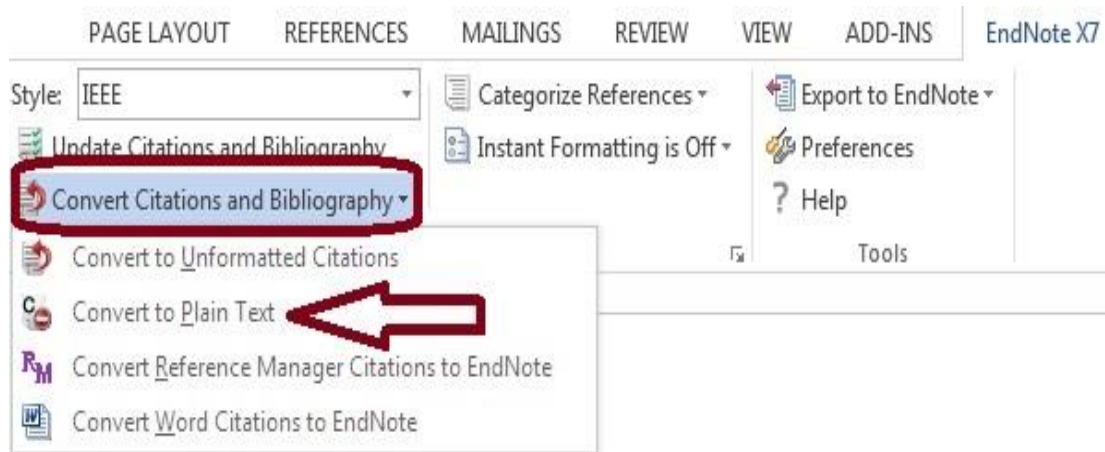 PAGE LAYOUT REFERENCES MAILINGS REVIEW VIEW ADD-INS EndNote X7
Style: IEEE Categorize References Export to EndNote
Update Citations and Bibliography Instant Formatting is Off Preferences
Convert Citations and Bibliography ? Help
Convert to Unformatted Citations Tools
Convert to Plain Text
Convert Reference Manager Citations to EndNote
Convert Word Citations to EndNote